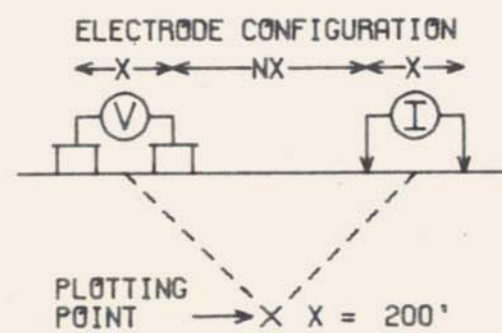 ELECTRODE CONFIGURATION
X NX X
V I
PLOTTING
POINT X X = 200'